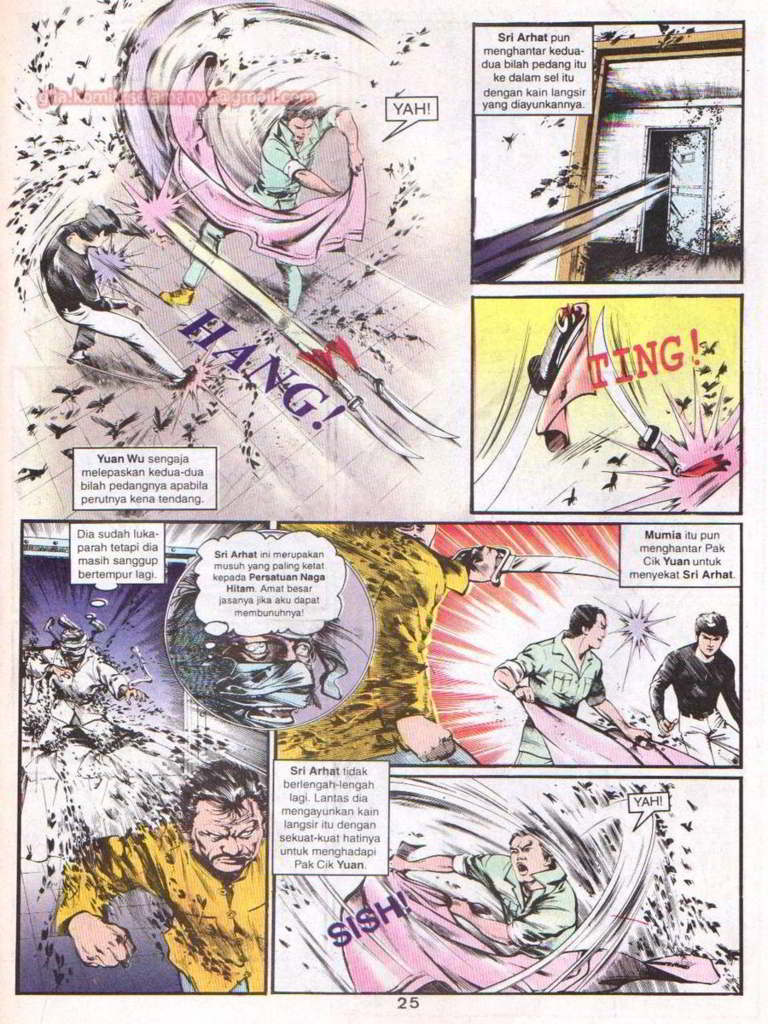 gila.komik.selamanya@gmail.com
YAH!
HANG!
Yuan Wu sengaja
melepaskan kedua-dua
bilah pedangnya apabila
perutnya kena tendang.
Sri Arhat pun
menghantar kedua-
dua bilah pedang itu
ke dalam sel itu
dengan kain langsir
yang diayunkannya.
TING!
Dia sudah luka-
parah tetapi dia
masih sanggup
bertempur lagi.
Sri Arhat ini merupakan
musuh yang paling ketat
kepada Persatuan Naga
Hitam. Amat besar
jasanya jika aku dapat
membunuhnya!
Mumia itu pun
menghantar Pak
Cik Yuan untuk
menyekat Sri Arhat.
Sri Arhat tidak
berlengah-lengah
lagi. Lantas dia
mengayunkan kain
langsir itu dengan
sekuat-kuat hatinya
untuk menghadapi
Pak Cik Yuan.
YAH!
SISH!
25